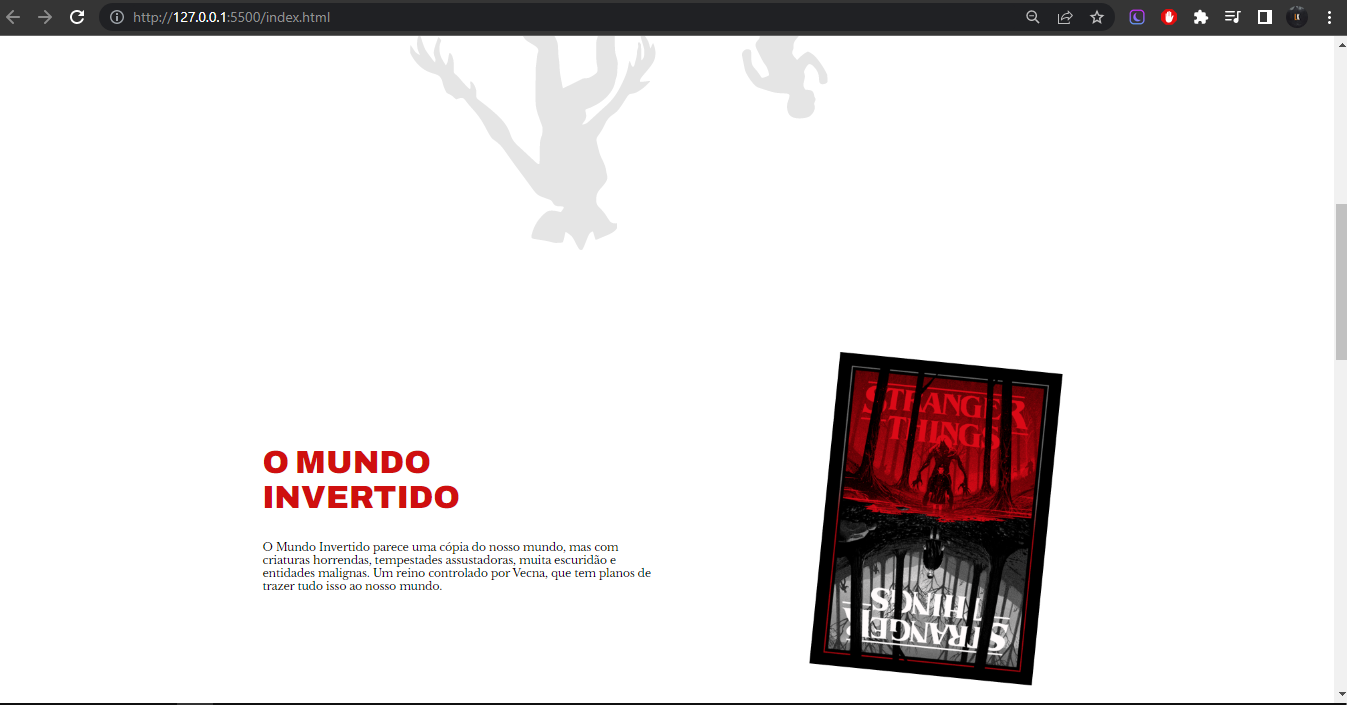 http://127.0.0.1:5500/index.html
O MUNDO
INVERTIDO
O Mundo Invertido parece uma cópia do nosso mundo, mas com
criaturas horrendas, tempestades assustadoras, muita escuridão e
entidades malignas. Um reino controlado por Vecna, que tem planos de
trazer tudo isso ao nosso mundo.
STRANGER
THINGS
THINGS
STRANGER